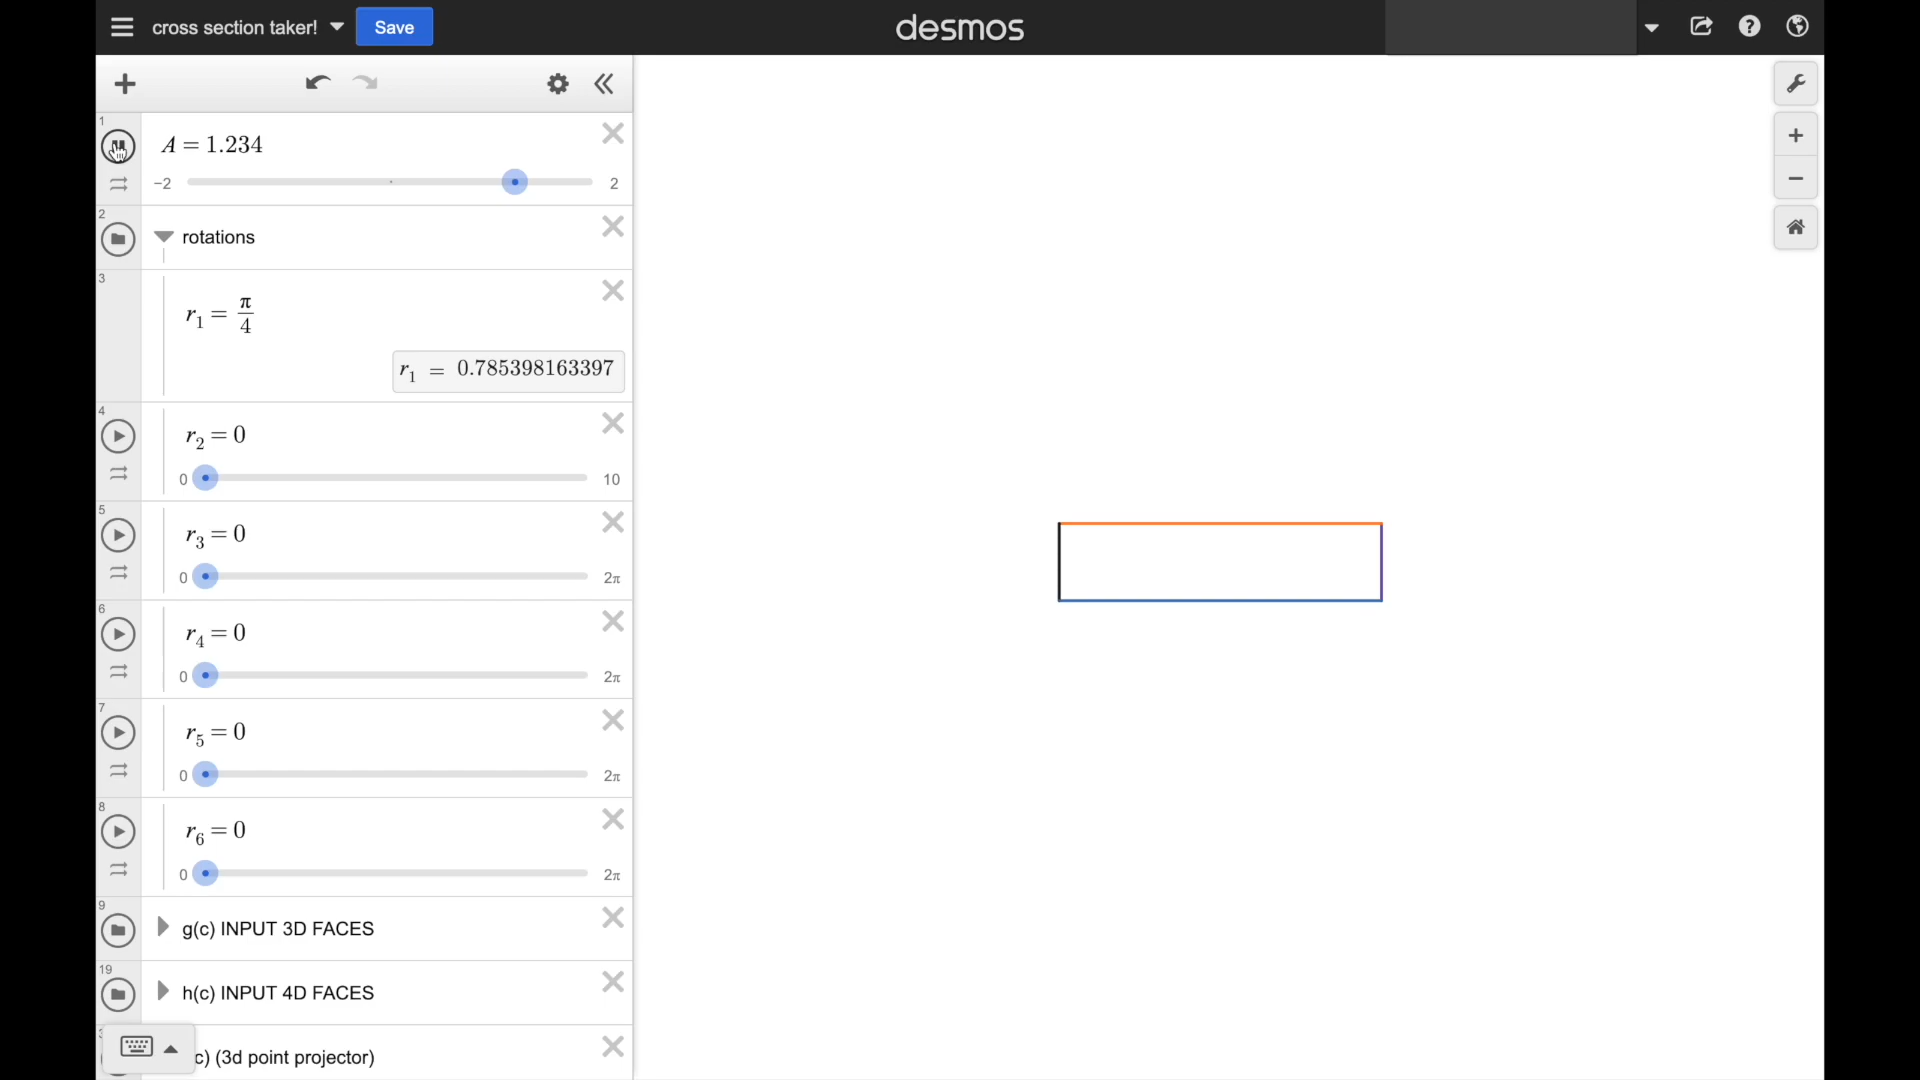 cross section taker!
Save
desmos
1
A = 1.234
−2
2
2
rotations
3
r₁ = π/4
r₁ = 0.785398163397
4
r₂ = 0
0
10
5
r₃ = 0
0
2π
6
r₄ = 0
0
2π
7
r₅ = 0
0
2π
8
r₆ = 0
0
2π
9
g(c) INPUT 3D FACES
19
h(c) INPUT 4D FACES
c) (3d point projector)